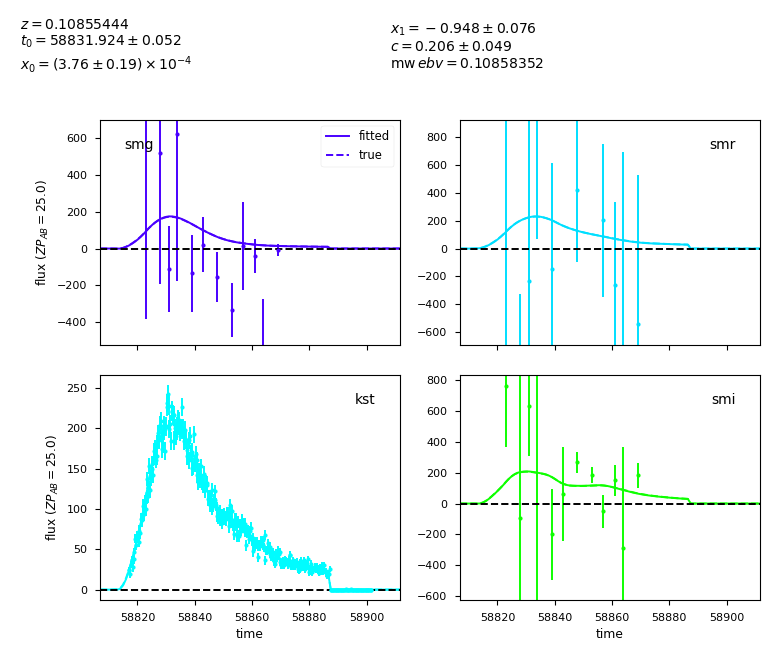 z = 0.10855444
t₀ = 58831.924 ± 0.052
x₀ = (3.76 ± 0.19) × 10⁻⁴
x₁ = −0.948 ± 0.076
c = 0.206 ± 0.049
mw ebv = 0.10858352
smg
fitted
true
600
400
200
0
−200
−400
flux (ZP_AB = 25.0)
smr
800
600
400
200
0
−200
−400
−600
kst
250
200
150
100
50
0
flux (ZP_AB = 25.0)
58820 58840 58860 58880 58900
time
smi
800
600
400
200
0
−200
−400
−600
58820 58840 58860 58880 58900
time